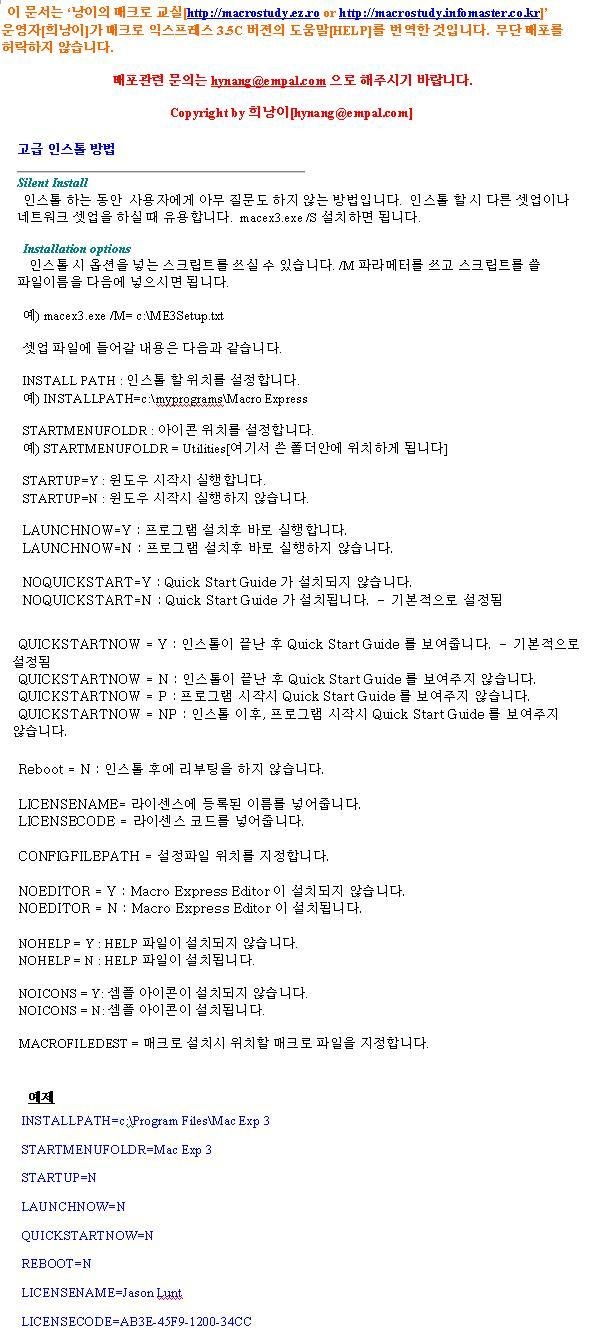 이 문서는 ‘낭이의 매크로 교실[http://macrostudy.ez.ro or http://macrostudy.infomaster.co.kr]’
운영자[희낭이]가 매크로 익스프레스 3.5C 버전의 도움말[HELP]를 번역한 것입니다. 무단 배포를
허락하지 않습니다.
배포관련 문의는 hynang@empal.com 으로 해주시기 바랍니다.
Copyright by 희낭이[hynang@empal.com]
고급 인스톨 방법
Silent Install
인스톨 하는 동안 사용자에게 아무 질문도 하지 않는 방법입니다. 인스톨 할 시 다른 셋업이나
네트워크 셋업을 하실 때 유용합니다. macex3.exe /S 설치하면 됩니다.
Installation options
인스톨 시 옵션을 넣는 스크립트를 쓰실 수 있습니다. /M 파라메터를 쓰고 스크립트를 쓸
파일이름을 다음에 넣으시면 됩니다.
예) macex3.exe /M= c:\ME3Setup.txt
셋업 파일에 들어갈 내용은 다음과 같습니다.
INSTALL PATH : 인스톨 할 위치를 설정합니다.
예) INSTALLPATH=c:\myprograms\Macro Express
STARTMENUFOLDR : 아이콘 위치를 설정합니다.
예) STARTMENUFOLDR = Utilities[여기서 쓴 폴더안에 위치하게 됩니다]
STARTUP=Y : 윈도우 시작시 실행합니다.
STARTUP=N : 윈도우 시작시 실행하지 않습니다.
LAUNCHNOW=Y : 프로그램 설치후 바로 실행합니다.
LAUNCHNOW=N : 프로그램 설치후 바로 실행하지 않습니다.
NOQUICKSTART=Y : Quick Start Guide 가 설치되지 않습니다.
NOQUICKSTART=N : Quick Start Guide 가 설치됩니다. – 기본적으로 설정됨
QUICKSTARTNOW = Y : 인스톨이 끝난 후 Quick Start Guide 를 보여줍니다. – 기본적으로
설정됨
QUICKSTARTNOW = N : 인스톨이 끝난 후 Quick Start Guide 를 보여주지 않습니다.
QUICKSTARTNOW = P : 프로그램 시작시 Quick Start Guide 를 보여주지 않습니다.
QUICKSTARTNOW = NP : 인스톨 이후, 프로그램 시작시 Quick Start Guide 를 보여주지
않습니다.
Reboot = N : 인스톨 후에 리부팅을 하지 않습니다.
LICENSENAME= 라이센스에 등록된 이름를 넣어줍니다.
LICENSECODE = 라이센스 코드를 넣어줍니다.
CONFIGFILEPATH = 설정파일 위치를 지정합니다.
NOEDITOR = Y : Macro Express Editor 이 설치되지 않습니다.
NOEDITOR = N : Macro Express Editor 이 설치됩니다.
NOHELP = Y : HELP 파일이 설치되지 않습니다.
NOHELP = N : HELP 파일이 설치됩니다.
NOICONS = Y: 셈플 아이콘이 설치되지 않습니다.
NOICONS = N: 셈플 아이콘이 설치됩니다.
MACROFILEDEST = 매크로 설치시 위치할 매크로 파일을 지정합니다.
예제
INSTALLPATH=c:\Program Files\Mac Exp 3
STARTMENUFOLDR=Mac Exp 3
STARTUP=N
LAUNCHNOW=N
QUICKSTARTNOW=N
REBOOT=N
LICENSENAME=Jason Lunt
LICENSECODE=AB3E-45F9-1200-34CC